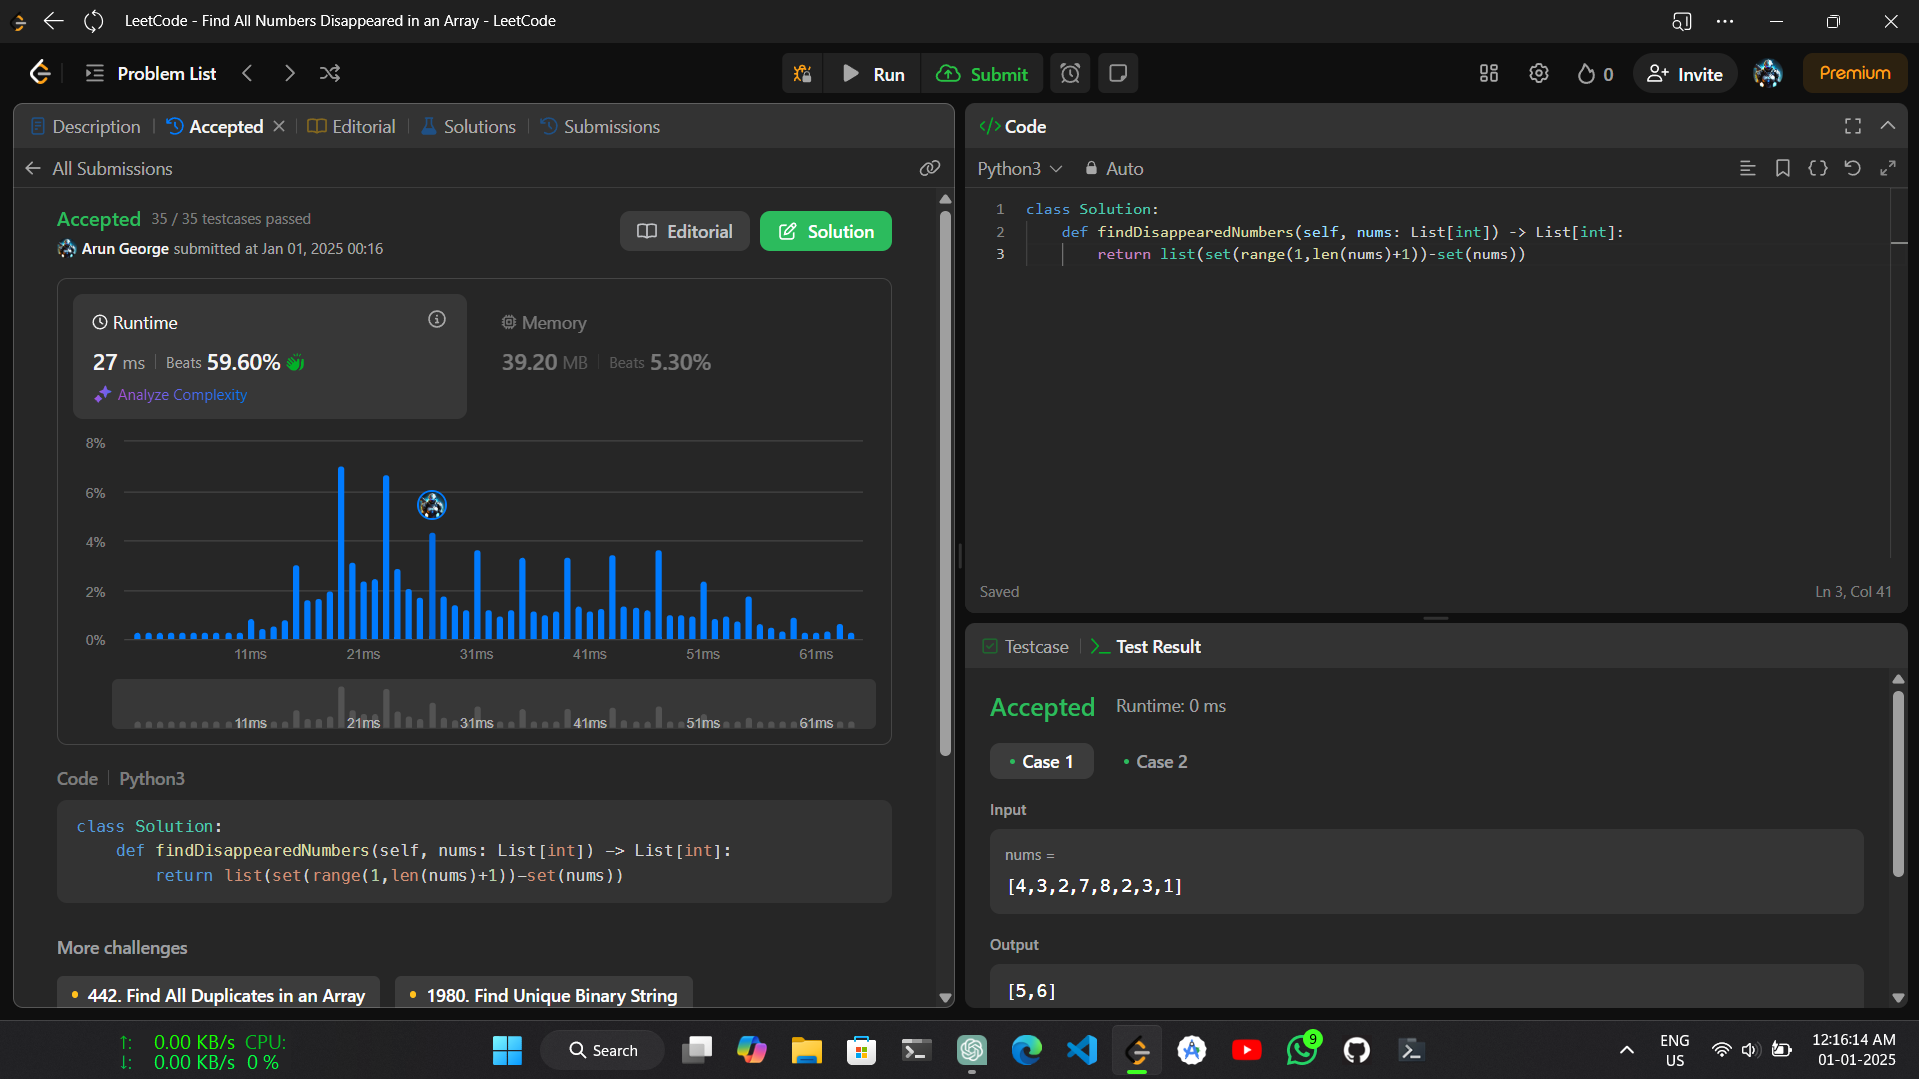 LeetCode - Find All Numbers Disappeared in an Array - LeetCode
Problem List
Run
Submit
0
Invite
Premium
Description
Accepted
Editorial
Solutions
Submissions
All Submissions
Accepted 35 / 35 testcases passed
Arun George submitted at Jan 01, 2025 00:16
Editorial
Solution
Runtime
27 ms
Beats 59.60%
Analyze Complexity
Memory
39.20 MB
Beats 5.30%
8%
6%
4%
2%
0%
11ms 21ms 31ms 41ms 51ms 61ms
11ms 21ms 31ms 41ms 51ms 61ms
Code
Python3
class Solution:
def findDisappearedNumbers(self, nums: List[int]) -> List[int]:
return list(set(range(1,len(nums)+1))-set(nums))
More challenges
442. Find All Duplicates in an Array
1980. Find Unique Binary String
</> Code
Python3
Auto
1 class Solution:
2 def findDisappearedNumbers(self, nums: List[int]) -> List[int]:
3 return list(set(range(1,len(nums)+1))-set(nums))
Saved
Ln 3, Col 41
Testcase
Test Result
Accepted
Runtime: 0 ms
Case 1
Case 2
Input
nums =
[4,3,2,7,8,2,3,1]
Output
[5,6]
↑: 0.00 KB/s CPU:
↓: 0.00 KB/s 0 %
Search
9
ENG
US
12:16:14 AM
01-01-2025